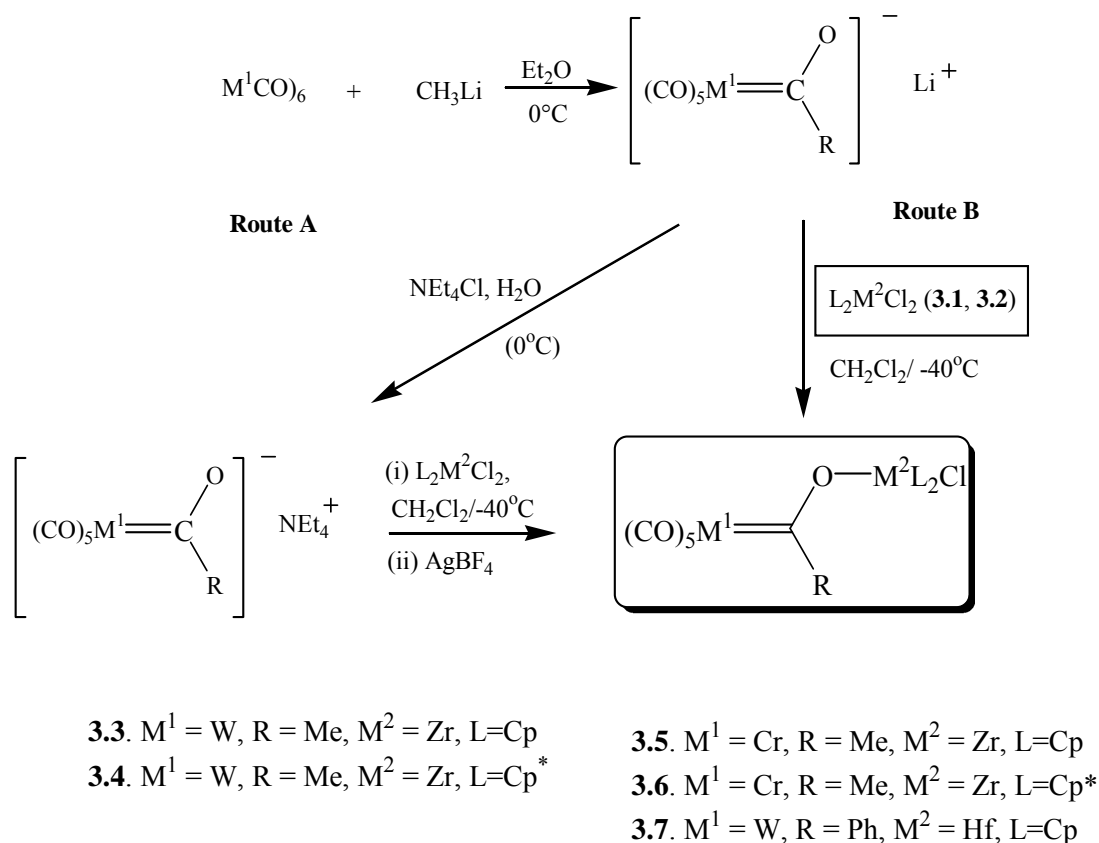 M¹CO)₆ + CH₃Li Et₂O 0°C (CO)₅M¹ C O R − Li⁺
Route A Route B
NEt₄Cl, H₂O
(0°C)
L₂M²Cl₂ (3.1, 3.2)
CH₂Cl₂/ -40°C
(CO)₅M¹ C O R − NEt₄⁺
(i) L₂M²Cl₂,
CH₂Cl₂/-40°C
(ii) AgBF₄
(CO)₅M¹ O M²L₂Cl R
3.3. M¹ = W, R = Me, M² = Zr, L=Cp
3.4. M¹ = W, R = Me, M² = Zr, L=Cp*
3.5. M¹ = Cr, R = Me, M² = Zr, L=Cp
3.6. M¹ = Cr, R = Me, M² = Zr, L=Cp*
3.7. M¹ = W, R = Ph, M² = Hf, L=Cp